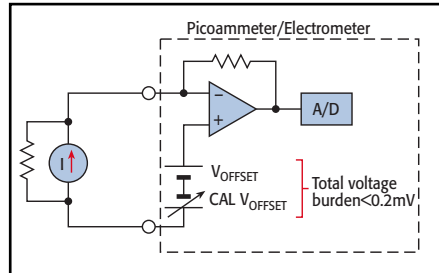 Picoammeter/Electrometer
−
+
A/D
I
V_OFFSET
CAL V_OFFSET
Total voltage
burden<0.2mV